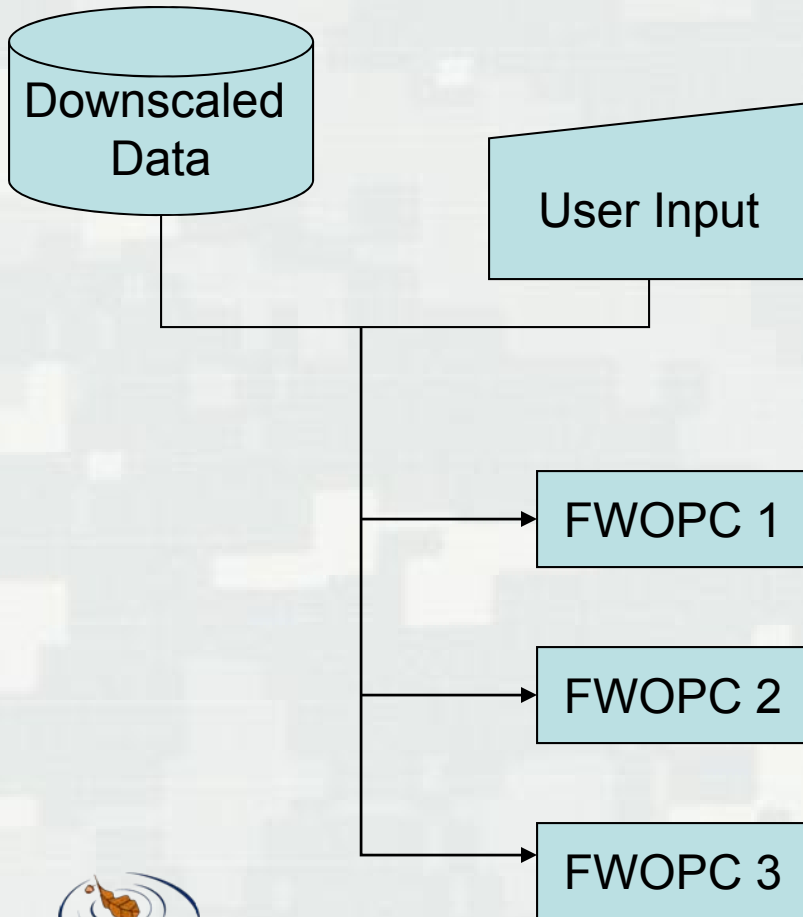 Downscaled
Data
User Input
FWOPC 1
FWOPC 2
FWOPC 3